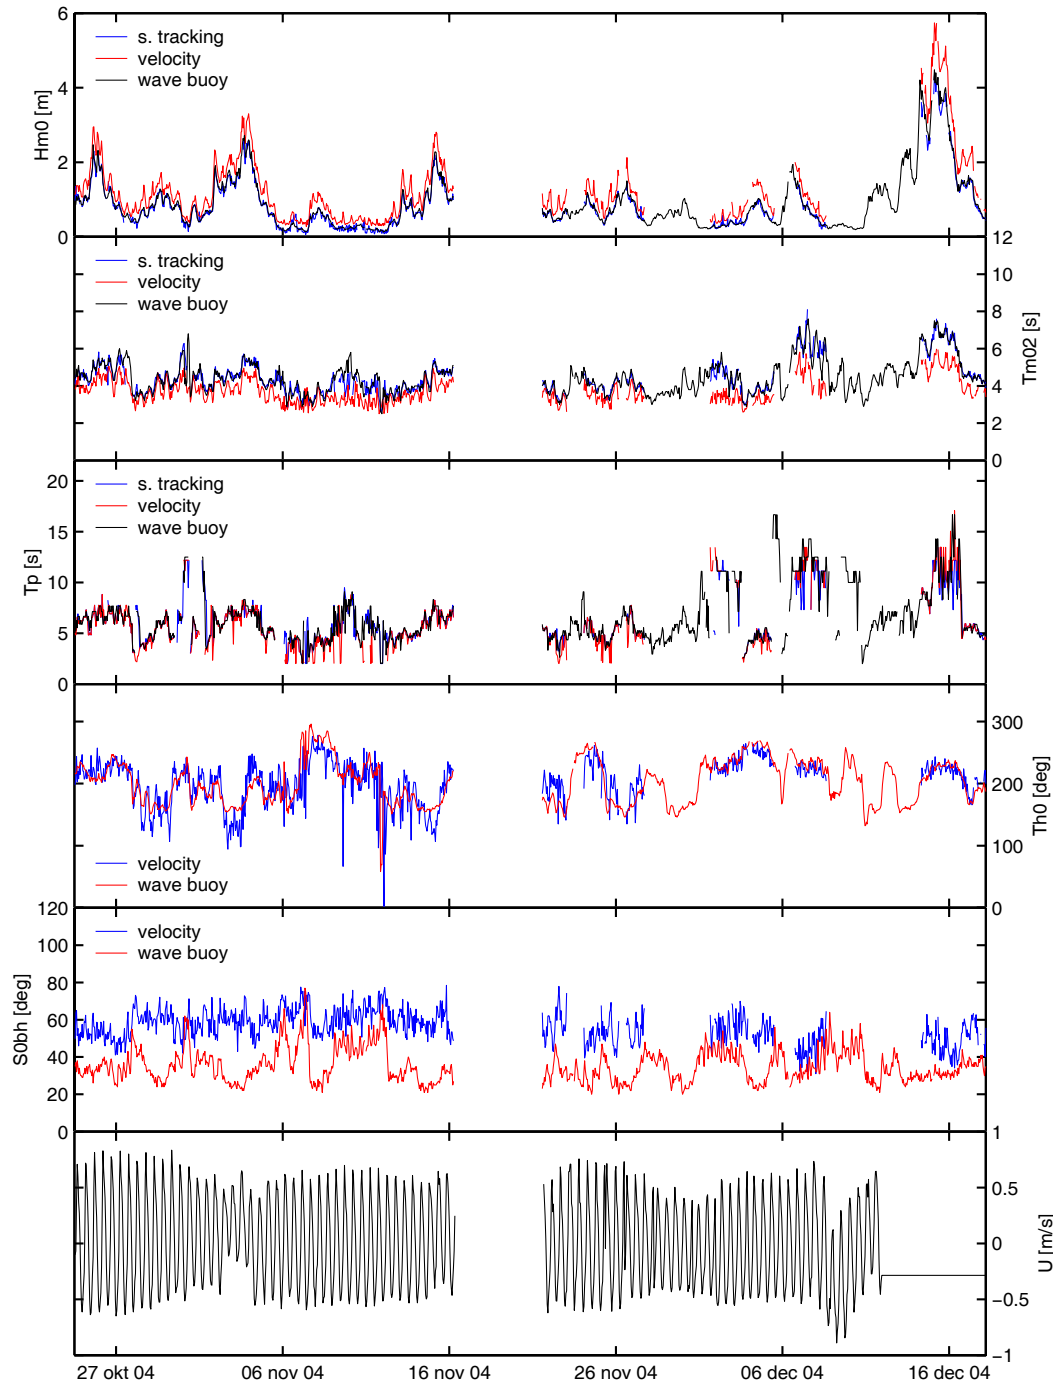 6
s. tracking
velocity
wave buoy
4
Hm0 [m]
2
0
12
s. tracking
velocity
wave buoy
10
8
Tm02 [s]
6
4
2
0
20
s. tracking
velocity
wave buoy
15
Tp [s]
10
5
0
300
200
Th0 [deg]
100
velocity
wave buoy
0
120
velocity
wave buoy
100
80
S0bh [deg]
60
40
20
0
1
0.5
0
U [m/s]
−0.5
−1
27 okt 04 06 nov 04 16 nov 04 26 nov 04 06 dec 04 16 dec 04